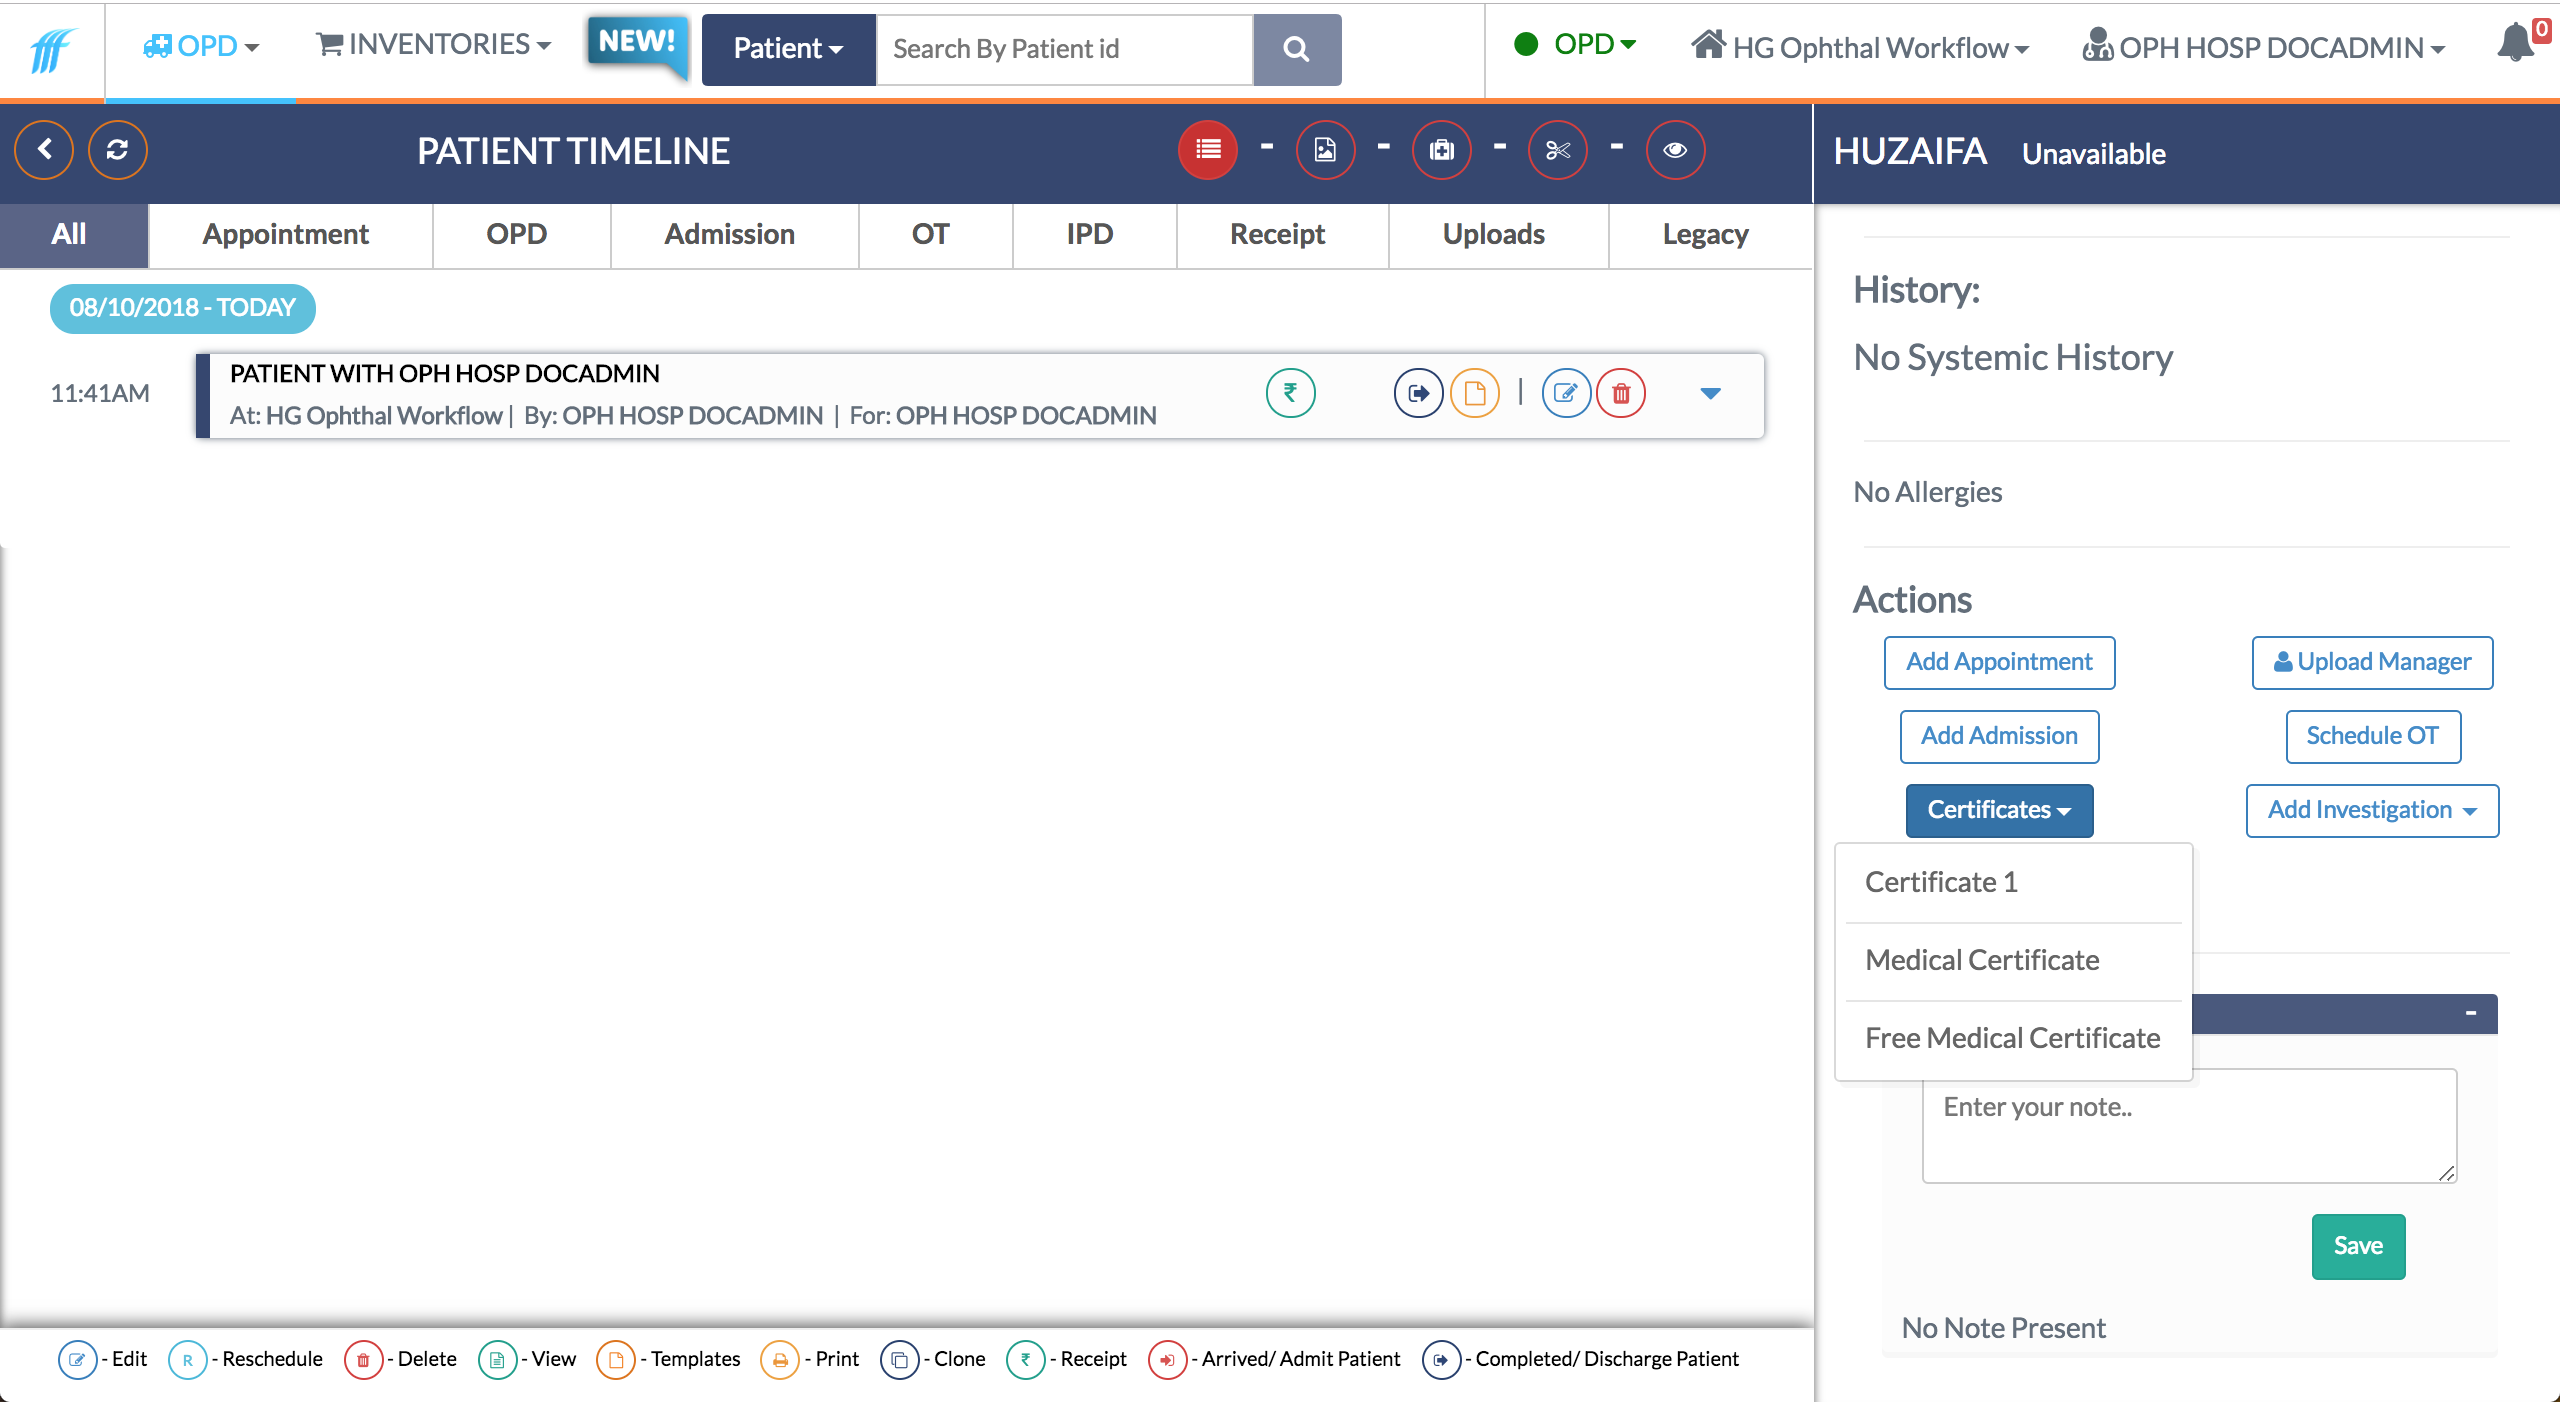 OPD
INVENTORIES
NEW!
Patient
Search By Patient id
OPD
HG Ophthal Workflow
OPH HOSP DOCADMIN
0
PATIENT TIMELINE
- - - -
HUZAIFA Unavailable
All Appointment OPD Admission OT IPD Receipt Uploads Legacy
08/10/2018 - TODAY
11:41AM
PATIENT WITH OPH HOSP DOCADMIN
At: HG Ophthal Workflow | By: OPH HOSP DOCADMIN | For: OPH HOSP DOCADMIN
₹ |
History:
No Systemic History
No Allergies
Actions
Add Appointment Upload Manager
Add Admission Schedule OT
Certificates Add Investigation
Certificate 1
Medical Certificate
Free Medical Certificate
-
Enter your note..
Save
No Note Present
- Edit R - Reschedule - Delete - View - Templates - Print - Clone ₹ - Receipt - Arrived/ Admit Patient - Completed/ Discharge Patient